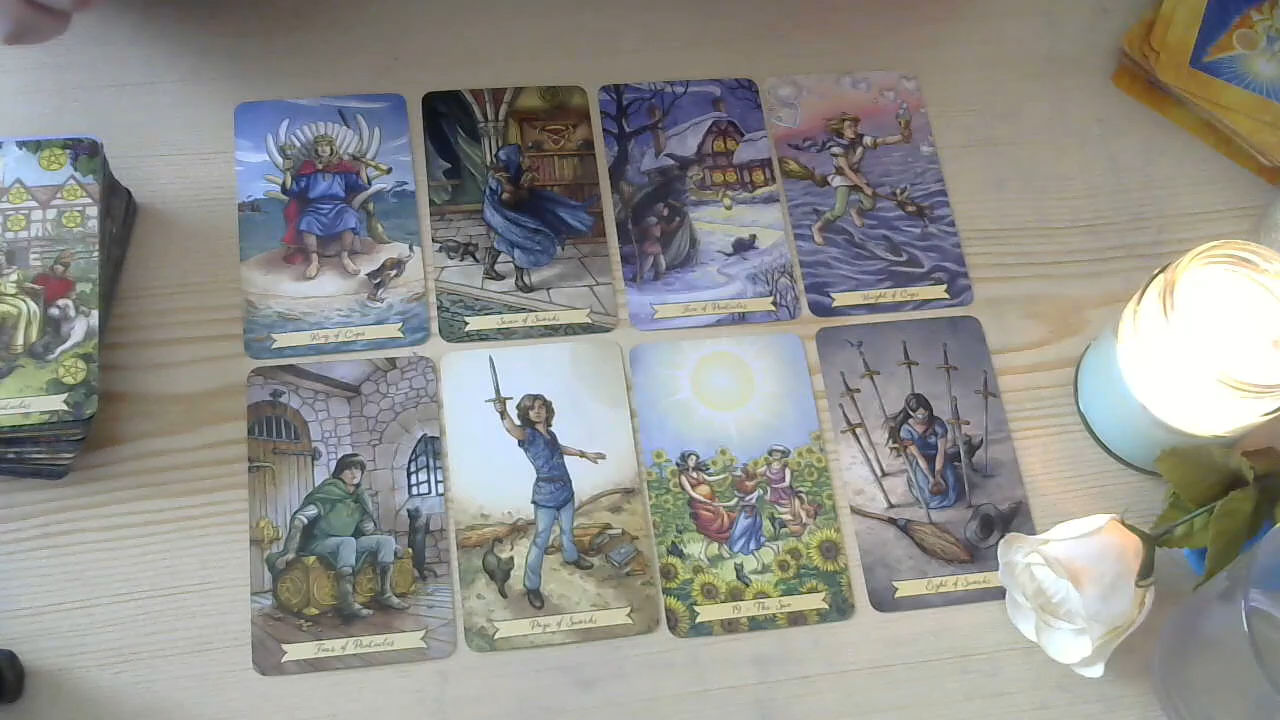 King of Cups
Seven of Swords
Five of Pentacles
Knight of Cups
Four of Pentacles
Page of Swords
19 - The Sun
Eight of Swords